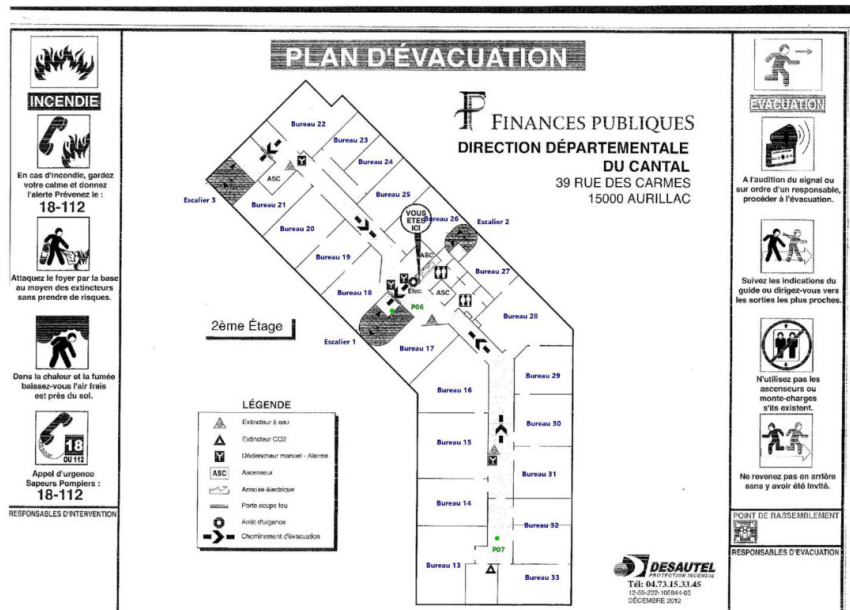 PLAN D'ÉVACUATION
INCENDIE
En cas d'incendie, gardez
votre calme et donnez
l'alerte Prévenez le :
18-112
Attaquez le foyer par la base
au moyen des extincteurs
sans prendre de risques.
Dans la chaleur et la fumée
baissez-vous l'air frais
est près du sol.
18
OU 112
Appel d'urgence
Sapeurs Pompiers :
18-112
RESPONSABLES D'INTERVENTION
FINANCES PUBLIQUES
DIRECTION DÉPARTEMENTALE
DU CANTAL
39 RUE DES CARMES
15000 AURILLAC
Bureau 22
Bureau 23
Bureau 24
Bureau 25
Bureau 26
Escalier 2
Bureau 27
Bureau 28
Bureau 29
Bureau 30
Bureau 31
Bureau 32
Bureau 33
ASC
Escalier 3
Bureau 21
Bureau 20
Bureau 19
Bureau 18
VOUS
ETES
ICI
ASC
ASC
Elec.
P06
Escalier 1
Bureau 17
Bureau 16
Bureau 15
Bureau 14
Bureau 13
P07
2ème Étage
LÉGENDE
Extincteur à eau
Extincteur CO2
Déclencheur manuel - Alarme
ASC Ascenseur
Armoire électrique
Porte coupe feu
Arrêt d'urgence
Cheminement d'évacuation
DESAUTEL
PROTECTION INCENDIE
Tél: 04.73.15.33.45
DÉCEMBRE 2012
ÉVACUATION
A l'audition du signal ou
sur ordre d'un responsable,
procéder à l'évacuation.
Suivez les indications du
guide ou dirigez-vous vers
les sorties les plus proches.
N'utilisez pas les
ascenseurs ou
monte-charges
s'ils existent.
Ne revenez pas en arrière
sans y avoir été invité.
POINT DE RASSEMBLEMENT
RESPONSABLES D'EVACUATION